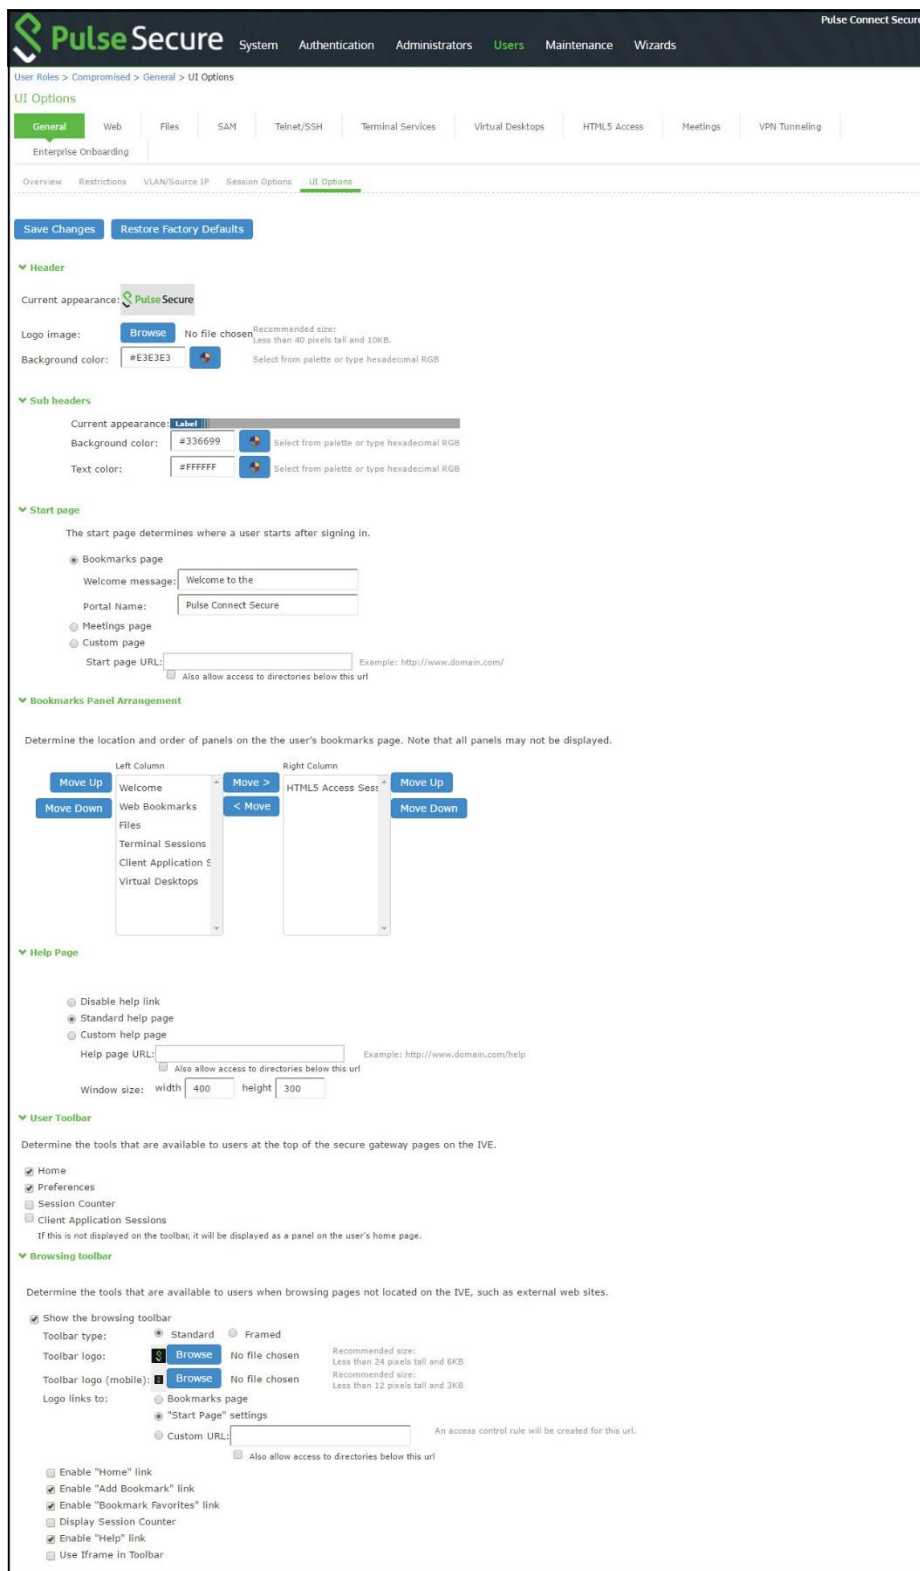 Pulse Connect Secure
Pulse Secure System Authentication Administrators Users Maintenance Wizards
User Roles > Compromised > General > UI Options
UI Options
General Web Files SAM Telnet/SSH Terminal Services Virtual Desktops HTML5 Access Meetings VPN Tunneling
Enterprise Onboarding
Overview Restrictions VLAN/Source IP Session Options UI Options
Save Changes Restore Factory Defaults
Header
Current appearance: Pulse Secure
Logo image: Browse No file chosen Recommended size:
Less than 40 pixels tall and 10KB.
Background color: #E3E3E3 Select from palette or type hexadecimal RGB
Sub headers
Current appearance: Label
Background color: #336699 Select from palette or type hexadecimal RGB
Text color: #FFFFFF Select from palette or type hexadecimal RGB
Start page
The start page determines where a user starts after signing in.
Bookmarks page
Welcome message: Welcome to the
Portal Name: Pulse Connect Secure
Meetings page
Custom page
Start page URL: Example: http://www.domain.com/
Also allow access to directories below this url
Bookmarks Panel Arrangement
Determine the location and order of panels on the the user's bookmarks page. Note that all panels may not be displayed.
Left Column Right Column
Move Up Welcome Move > HTML5 Access Sess Move Up
Move Down Web Bookmarks < Move Move Down
Files
Terminal Sessions
Client Application S
Virtual Desktops
Help Page
Disable help link
Standard help page
Custom help page
Help page URL: Example: http://www.domain.com/help
Also allow access to directories below this url
Window size: width 400 height 300
User Toolbar
Determine the tools that are available to users at the top of the secure gateway pages on the IVE.
Home
Preferences
Session Counter
Client Application Sessions
If this is not displayed on the toolbar, it will be displayed as a panel on the user's home page.
Browsing toolbar
Determine the tools that are available to users when browsing pages not located on the IVE, such as external web sites.
Show the browsing toolbar
Toolbar type: Standard Framed
Toolbar logo: Browse No file chosen Recommended size:
Less than 24 pixels tall and 6KB
Toolbar logo (mobile): Browse No file chosen Recommended size:
Less than 12 pixels tall and 3KB
Logo links to: Bookmarks page
"Start Page" settings
Custom URL: An access control rule will be created for this url.
Also allow access to directories below this url
Enable "Home" link
Enable "Add Bookmark" link
Enable "Bookmark Favorites" link
Display Session Counter
Enable "Help" link
Use Iframe in Toolbar